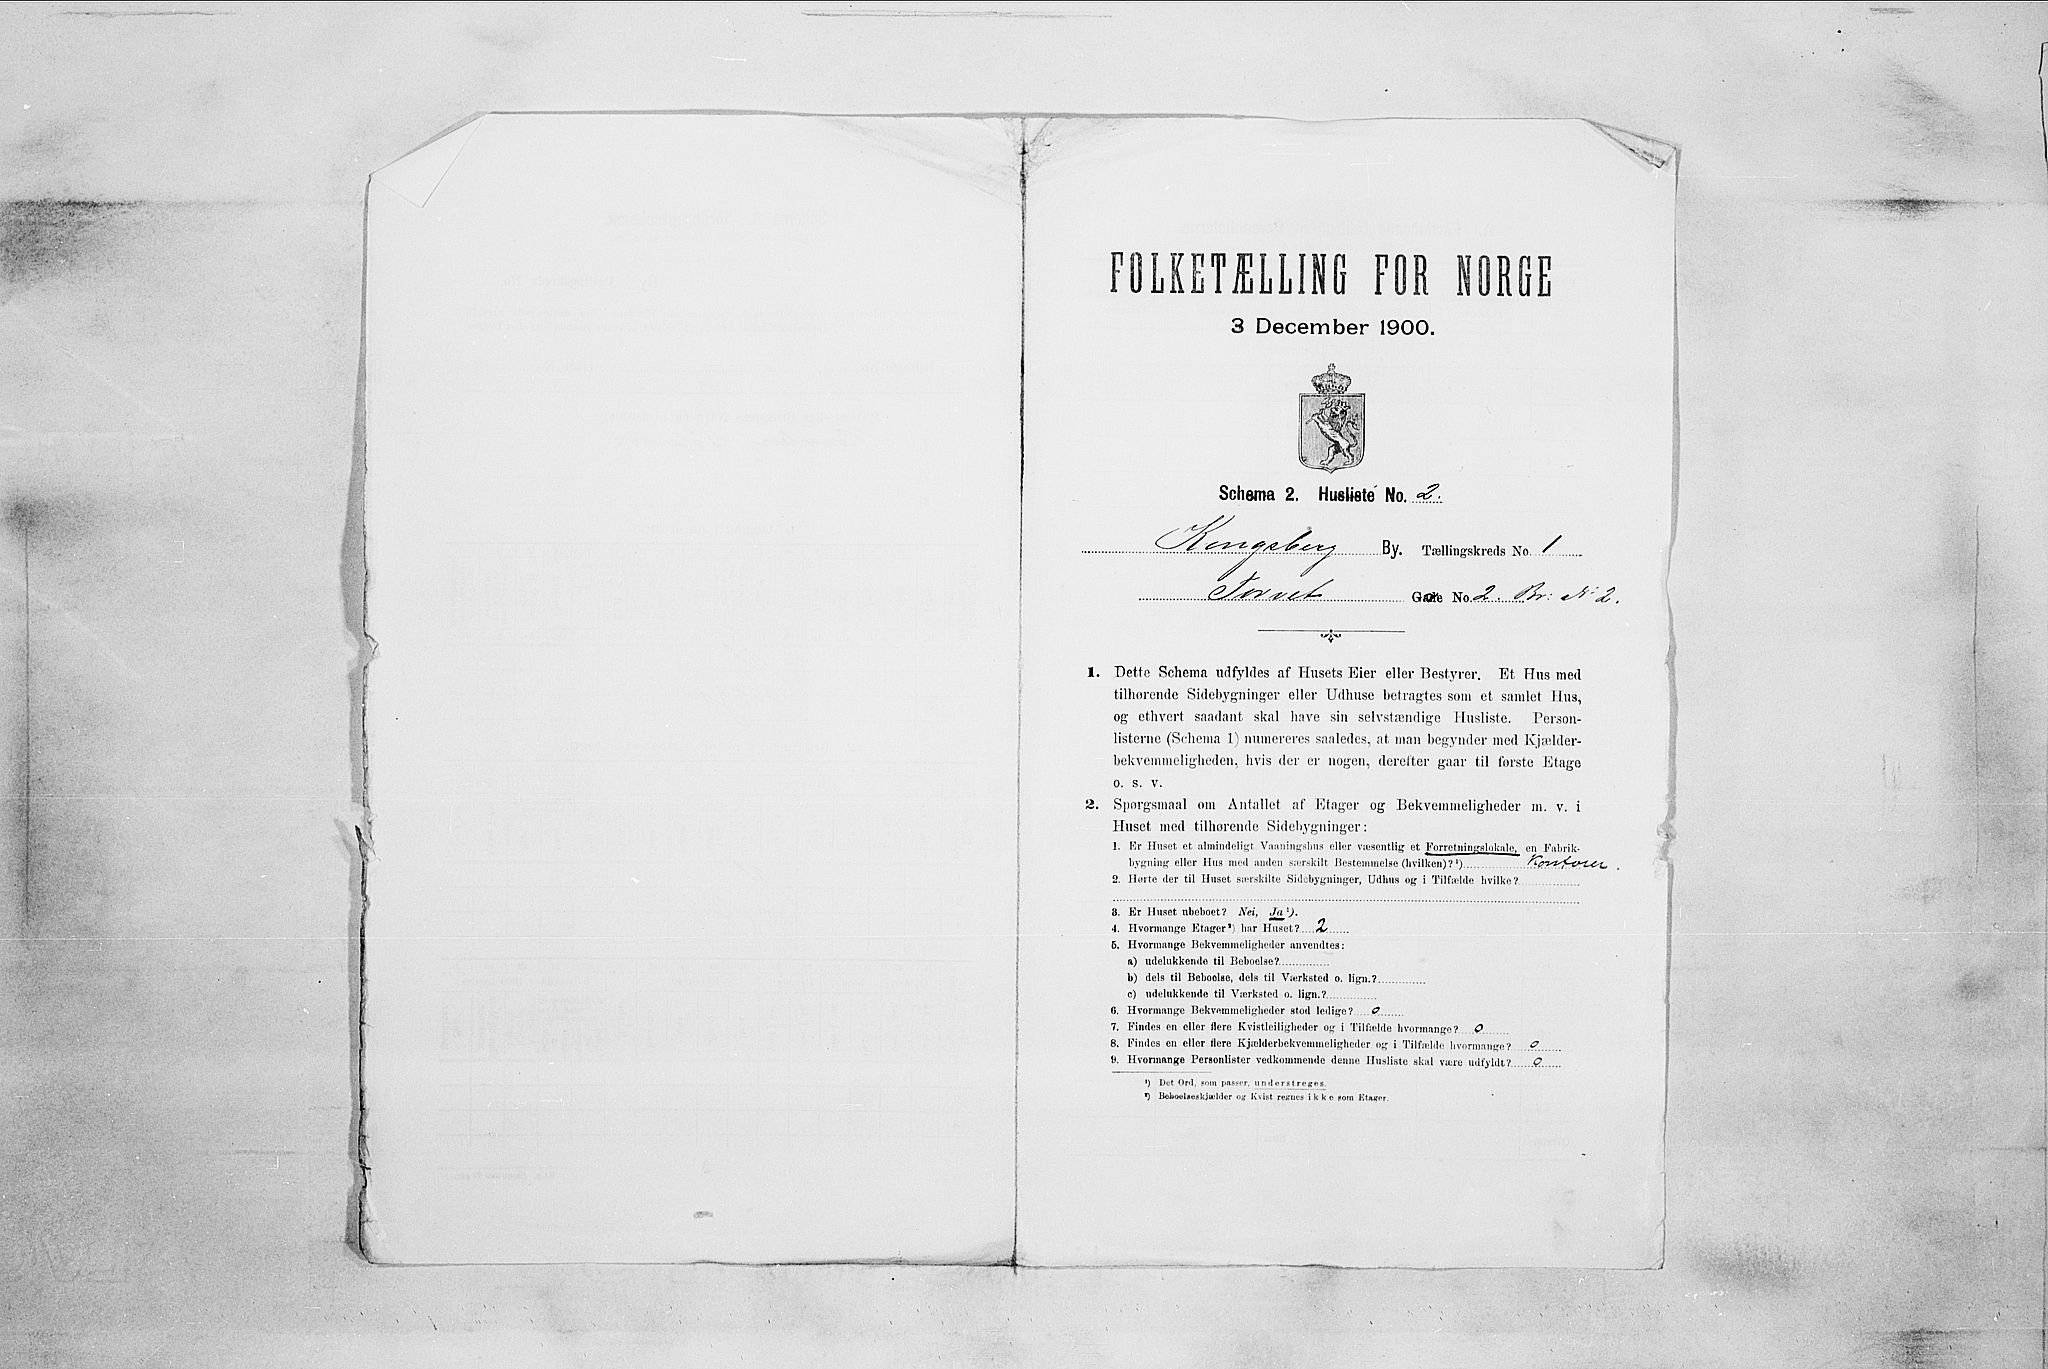 FOLKETÆLLING FOR NORGE
3 December 1900.
Schema 2. Husliste No. 2.
Kongsberg By. Tællingskreds No. 1
Torvet Gade No. 2. Br: No 2.
1. Dette Schema udfyldes af Husets Eier eller Bestyrer. Et Hus med
tilhørende Sidebygninger eller Udhuse betragtes som et samlet Hus,
og ethvert saadant skal have sin selvstændige Husliste. Person-
listerne (Schema 1) numereres saaledes, at man begynder med Kjælder-
bekvemmeligheden, hvis der er nogen, derefter gaar til første Etage
o. s. v.
2. Spørgsmaal om Antallet af Etager og Bekvemmeligheder m. v. i
Huset med tilhørende Sidebygninger:
1. Er Huset et almindeligt Vaaningshus eller væsentlig et Forretningslokale, en Fabrik-
bygning eller Hus med anden særskilt Bestemmelse (hvilken)? ¹) Kontorer.
2. Hørte der til Huset særskilte Sidebygninger, Udhus og i Tilfælde hvilke?
3. Er Huset ubeboet? Nei, Ja ¹).
4. Hvormange Etager ²) har Huset? 2
5. Hvormange Bekvemmeligheder anvendtes:
a) udelukkende til Beboelse?
b) dels til Beboelse, dels til Værksted o. lign.?
c) udelukkende til Værksted o. lign.?
6. Hvormange Bekvemmeligheder stod ledige? 0
7. Findes en eller flere Kvistleiligheder og i Tilfælde hvormange? 0
8. Findes en eller flere Kjælderbekvemmeligheder og i Tilfælde hvormange? 0
9. Hvormange Personlister vedkommende denne Husliste skal være udfyldt? 0
¹) Det Ord, som passer, understreges.
²) Beboelseskjælder og Kvist regnes ikke som Etager.